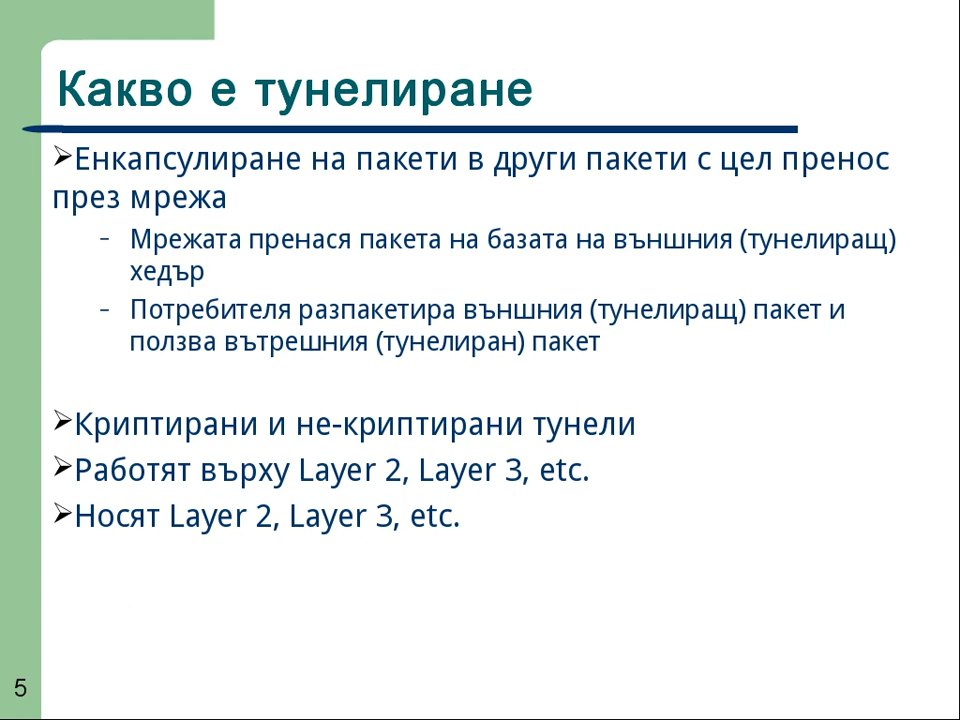 Какво е тунелиране
➢Енкапсулиране на пакети в други пакети с цел пренос
през мрежа
– Мрежата пренася пакета на базата на външния (тунелиращ)
хедър
– Потребителя разпакетира външния (тунелиращ) пакет и
ползва вътрешния (тунелиран) пакет
➢Криптирани и не-криптирани тунели
➢Работят върху Layer 2, Layer 3, etc.
➢Носят Layer 2, Layer 3, etc.
5